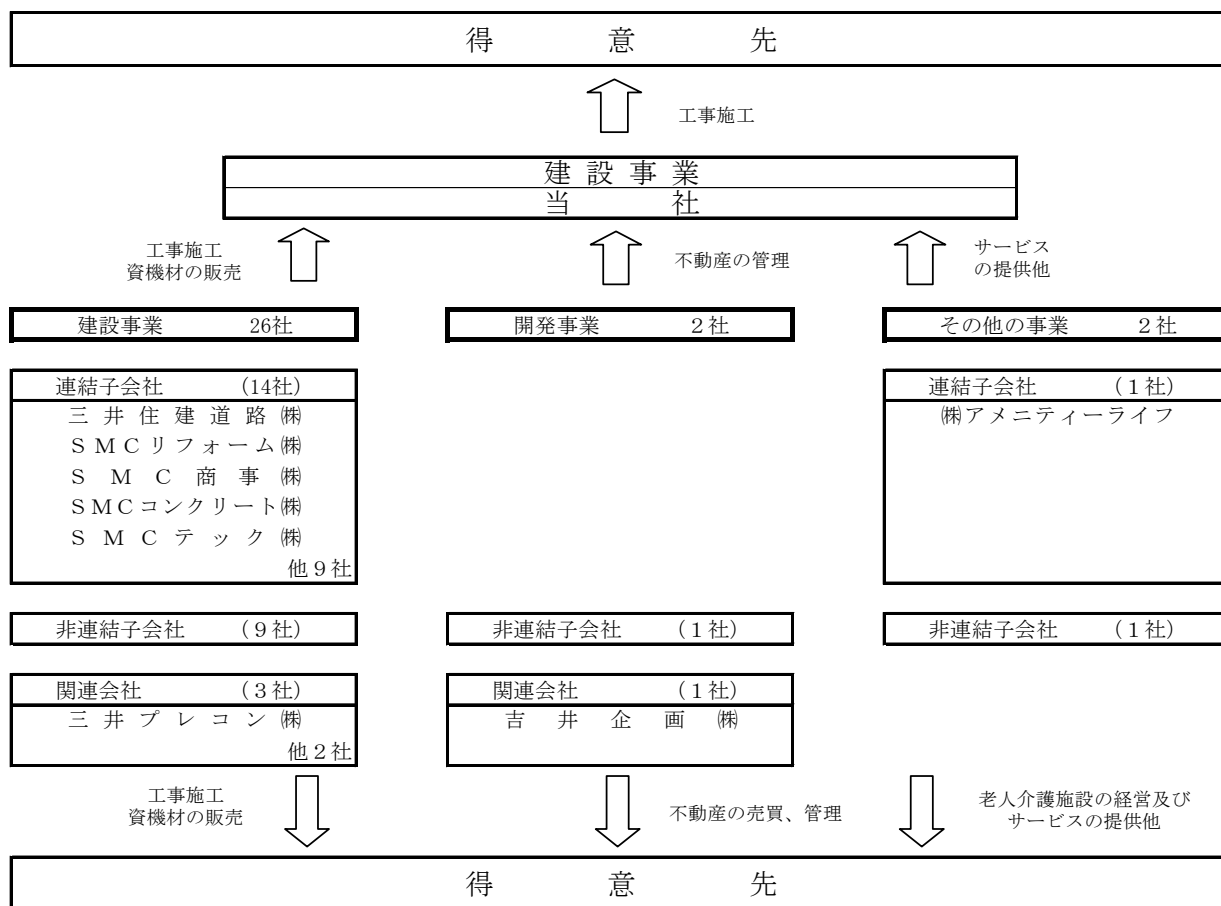 得意先
工事施工
建設事業
当社
工事施工
資機材の販売
不動産の管理
サービス
の提供他
建設事業 26社
開発事業 2社
その他の事業 2社
連結子会社 (14社)
三井住建道路㈱
SMCリフォーム㈱
SMC商事㈱
SMCコンクリート㈱
SMCテック㈱
他9社
連結子会社 (1社)
㈱アメニティーライフ
非連結子会社 (9社)
非連結子会社 (1社)
非連結子会社 (1社)
関連会社 (3社)
三井プレコン㈱
他2社
関連会社 (1社)
吉井企画㈱
工事施工
資機材の販売
不動産の売買、管理
老人介護施設の経営及び
サービスの提供他
得意先